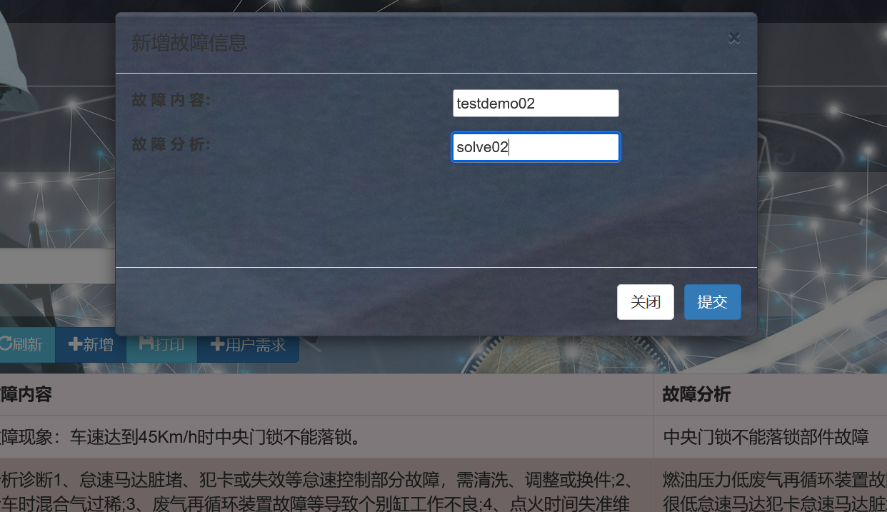 新增故障信息 ×
故 障 内 容: testdemo02
故 障 分 析: solve02
关闭 提交
刷新 新增 打印 用户需求
障内容 故障分析
障现象：车速达到45Km/h时中央门锁不能落锁。 中央门锁不能落锁部件故障
析诊断1、怠速马达脏堵、犯卡或失效等怠速控制部分故障，需清洗、调整或换件;2、 燃油压力低废气再循环装置故
车时混合气过稀;3、废气再循环装置故障等导致个别缸工作不良;4、点火时间失准维 很低怠速马达犯卡怠速马达脏